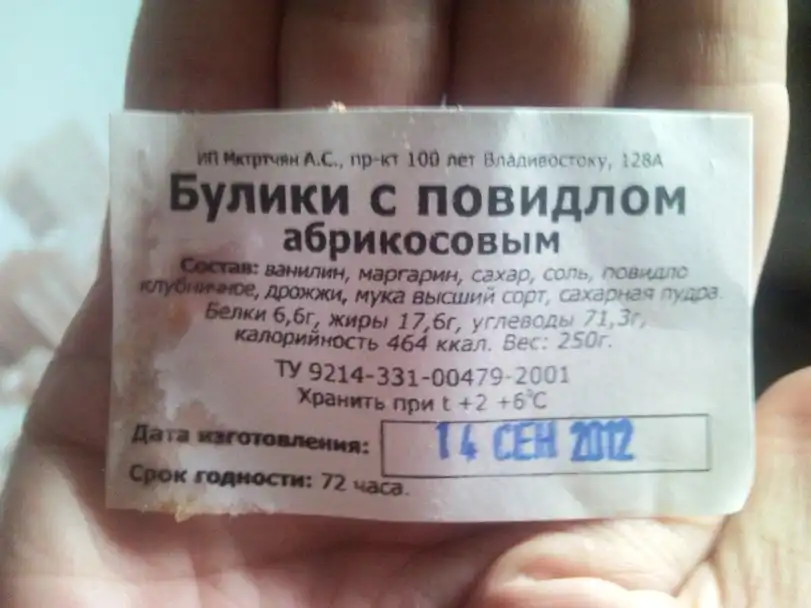 ИП Мктртчян А.С., пр-кт 100 лет Владивостоку, 128А
Булики с повидлом
абрикосовым
Состав: ванилин, маргарин, сахар, соль, повидло
клубничное, дрожжи, мука высший сорт, сахарная пудра.
Белки 6,6г, жиры 17,6г, углеводы 71,3г,
калорийность 464 ккал. Вес: 250г.
ТУ 9214-331-00479-2001
Хранить при t +2 +6°С
Дата изготовления: 14 СЕН 2012
Срок годности: 72 часа.